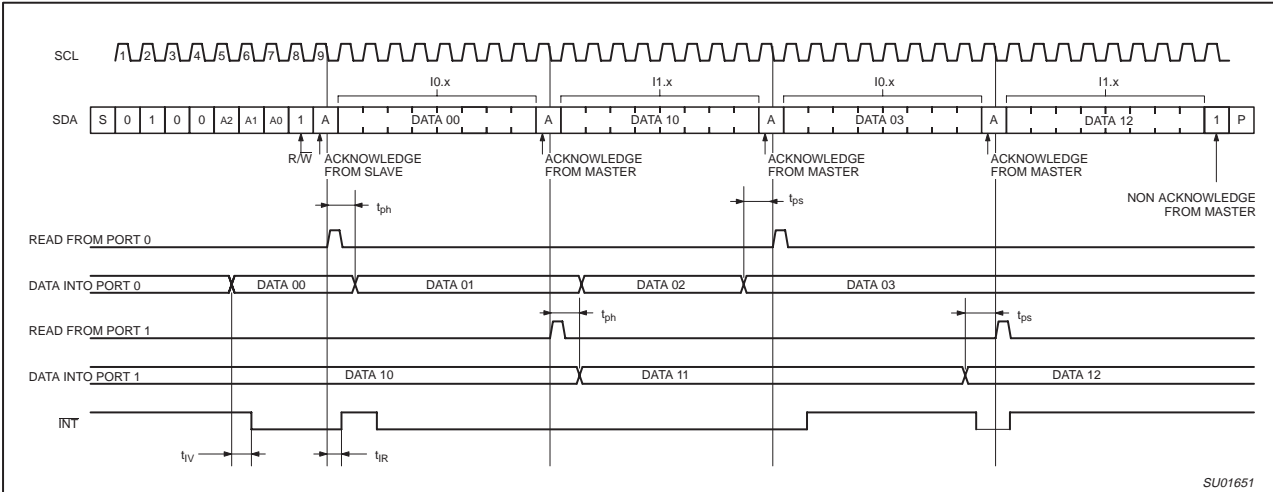 SCL 1 2 3 4 5 6 7 8 9
I0.x I1.x I0.x I1.x
SDA S 0 1 0 0 A2 A1 A0 1 A DATA 00 A DATA 10 A DATA 03 A DATA 12 1 P
R/W ACKNOWLEDGE FROM SLAVE
ACKNOWLEDGE FROM MASTER
ACKNOWLEDGE FROM MASTER
ACKNOWLEDGE FROM MASTER
NON ACKNOWLEDGE FROM MASTER
tph tps
READ FROM PORT 0
DATA INTO PORT 0 DATA 00 DATA 01 DATA 02 DATA 03
tph tps
READ FROM PORT 1
DATA INTO PORT 1 DATA 10 DATA 11 DATA 12
INT
tIV tIR
SU01651